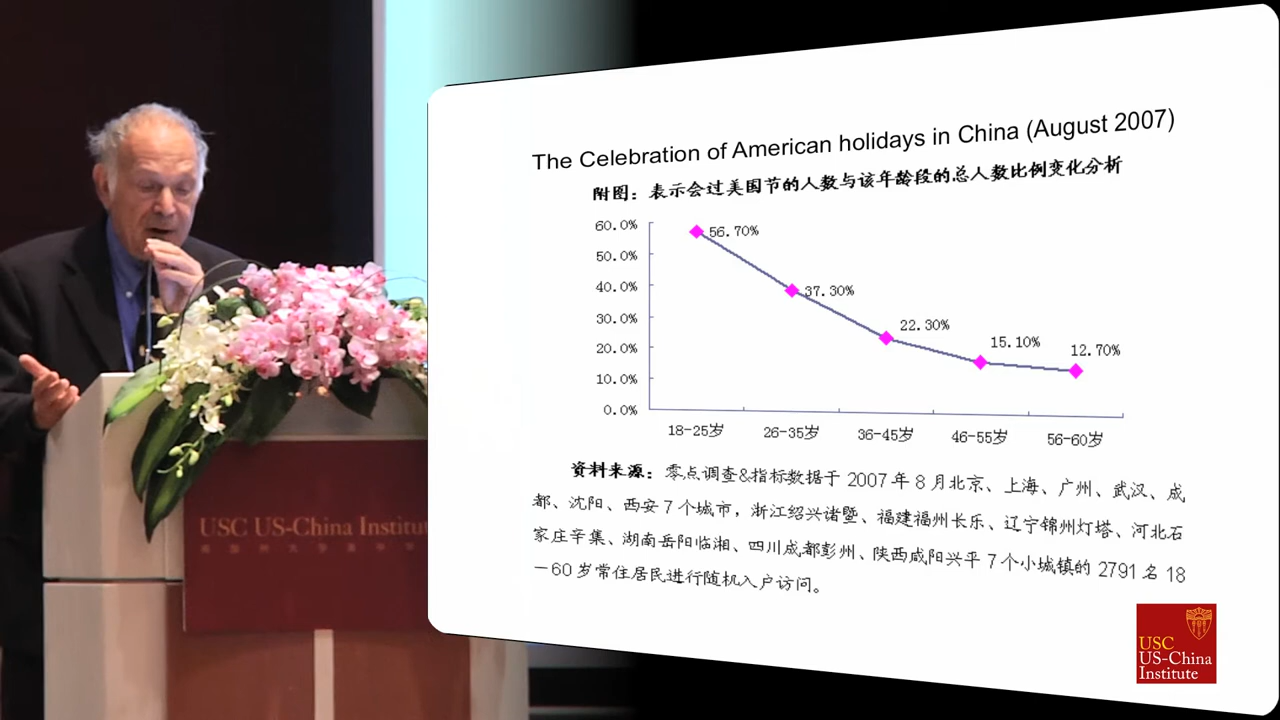 The Celebration of American holidays in China (August 2007)
附图：表示会过美国节的人数与该年龄段的总人数比例变化分析
60.0%
50.0%
40.0%
30.0%
20.0%
10.0%
0.0%
56.70%
37.30%
22.30%
15.10%
12.70%
18-25岁
26-35岁
36-45岁
46-55岁
56-60岁
资料来源：零点调查&指标数据于 2007 年 8 月北京、上海、广州、武汉、成
都、沈阳、西安 7 个城市，浙江绍兴诸暨、福建福州长乐、辽宁锦州灯塔、河北石
家庄辛集、湖南岳阳临湘、四川成都彭州、陕西咸阳兴平 7 个小城镇的 2791 名 18
－60 岁常住居民进行随机入户访问。
USC US-China Institu
USC
US-China
Institute